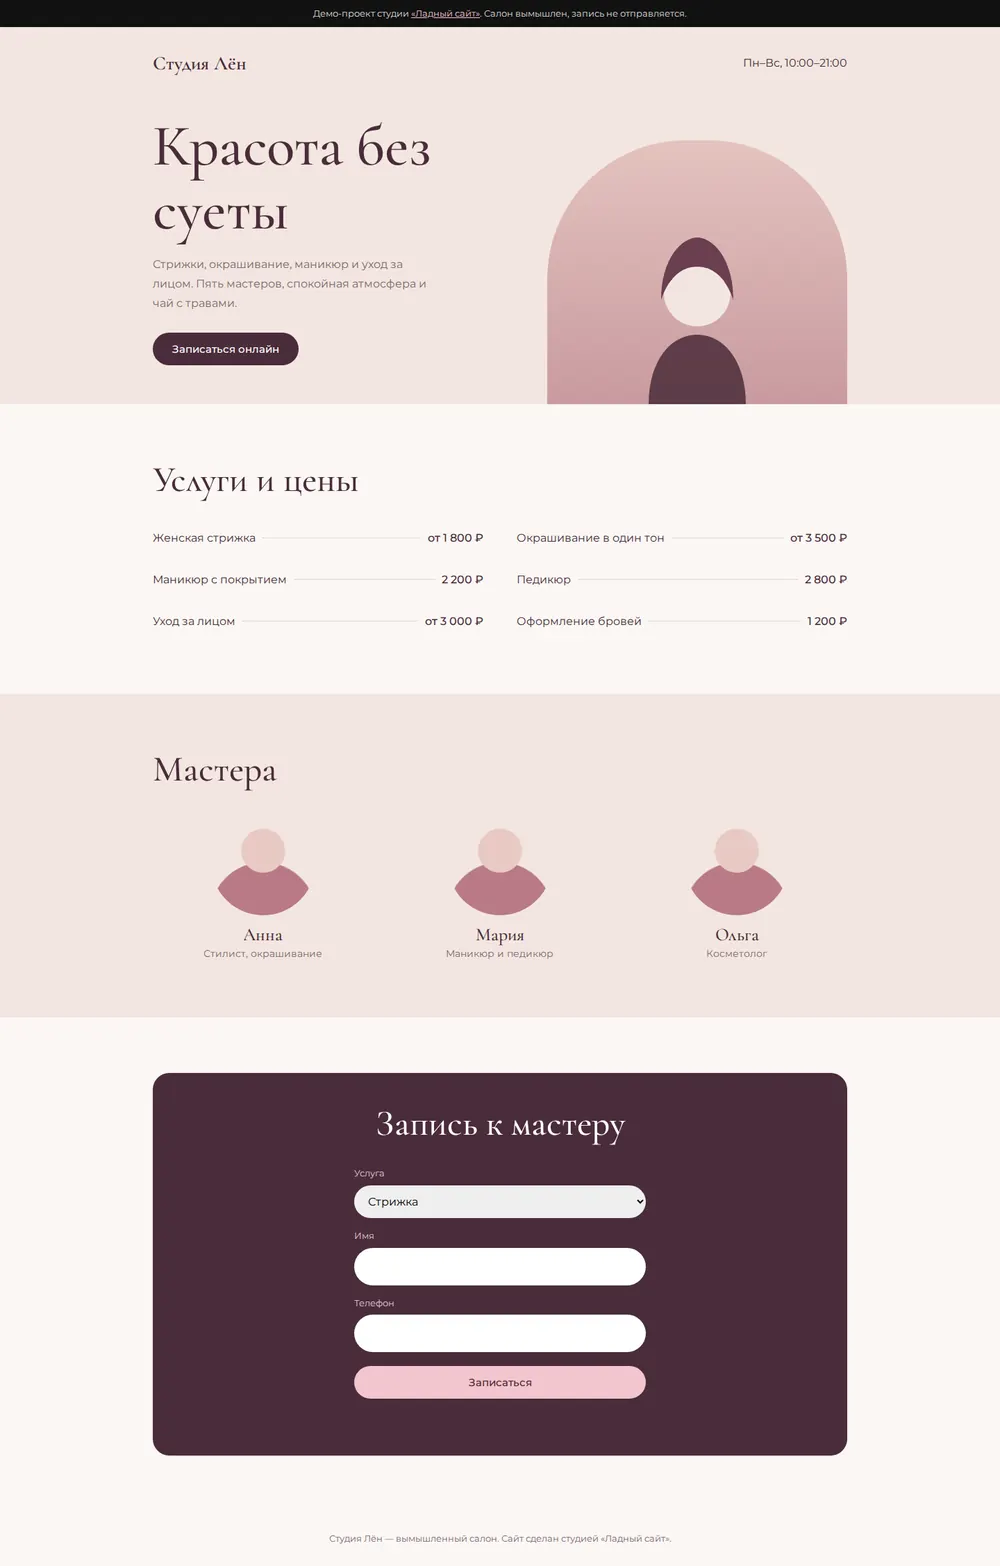 Демо-проект студии «Ладный сайт». Салон вымышлен, запись не отправляется.
Студия Лён
Пн–Вс, 10:00–21:00
Красота без
суеты
Стрижки, окрашивание, маникюр и уход за
лицом. Пять мастеров, спокойная атмосфера и
чай с травами.
Записаться онлайн
Услуги и цены
Женская стрижка от 1 800 ₽
Окрашивание в один тон от 3 500 ₽
Маникюр с покрытием 2 200 ₽
Педикюр 2 800 ₽
Уход за лицом от 3 000 ₽
Оформление бровей 1 200 ₽
Мастера
Анна
Стилист, окрашивание
Мария
Маникюр и педикюр
Ольга
Косметолог
Запись к мастеру
Услуга
Стрижка
Имя
Телефон
Записаться
Студия Лён — вымышленный салон. Сайт сделан студией «Ладный сайт».